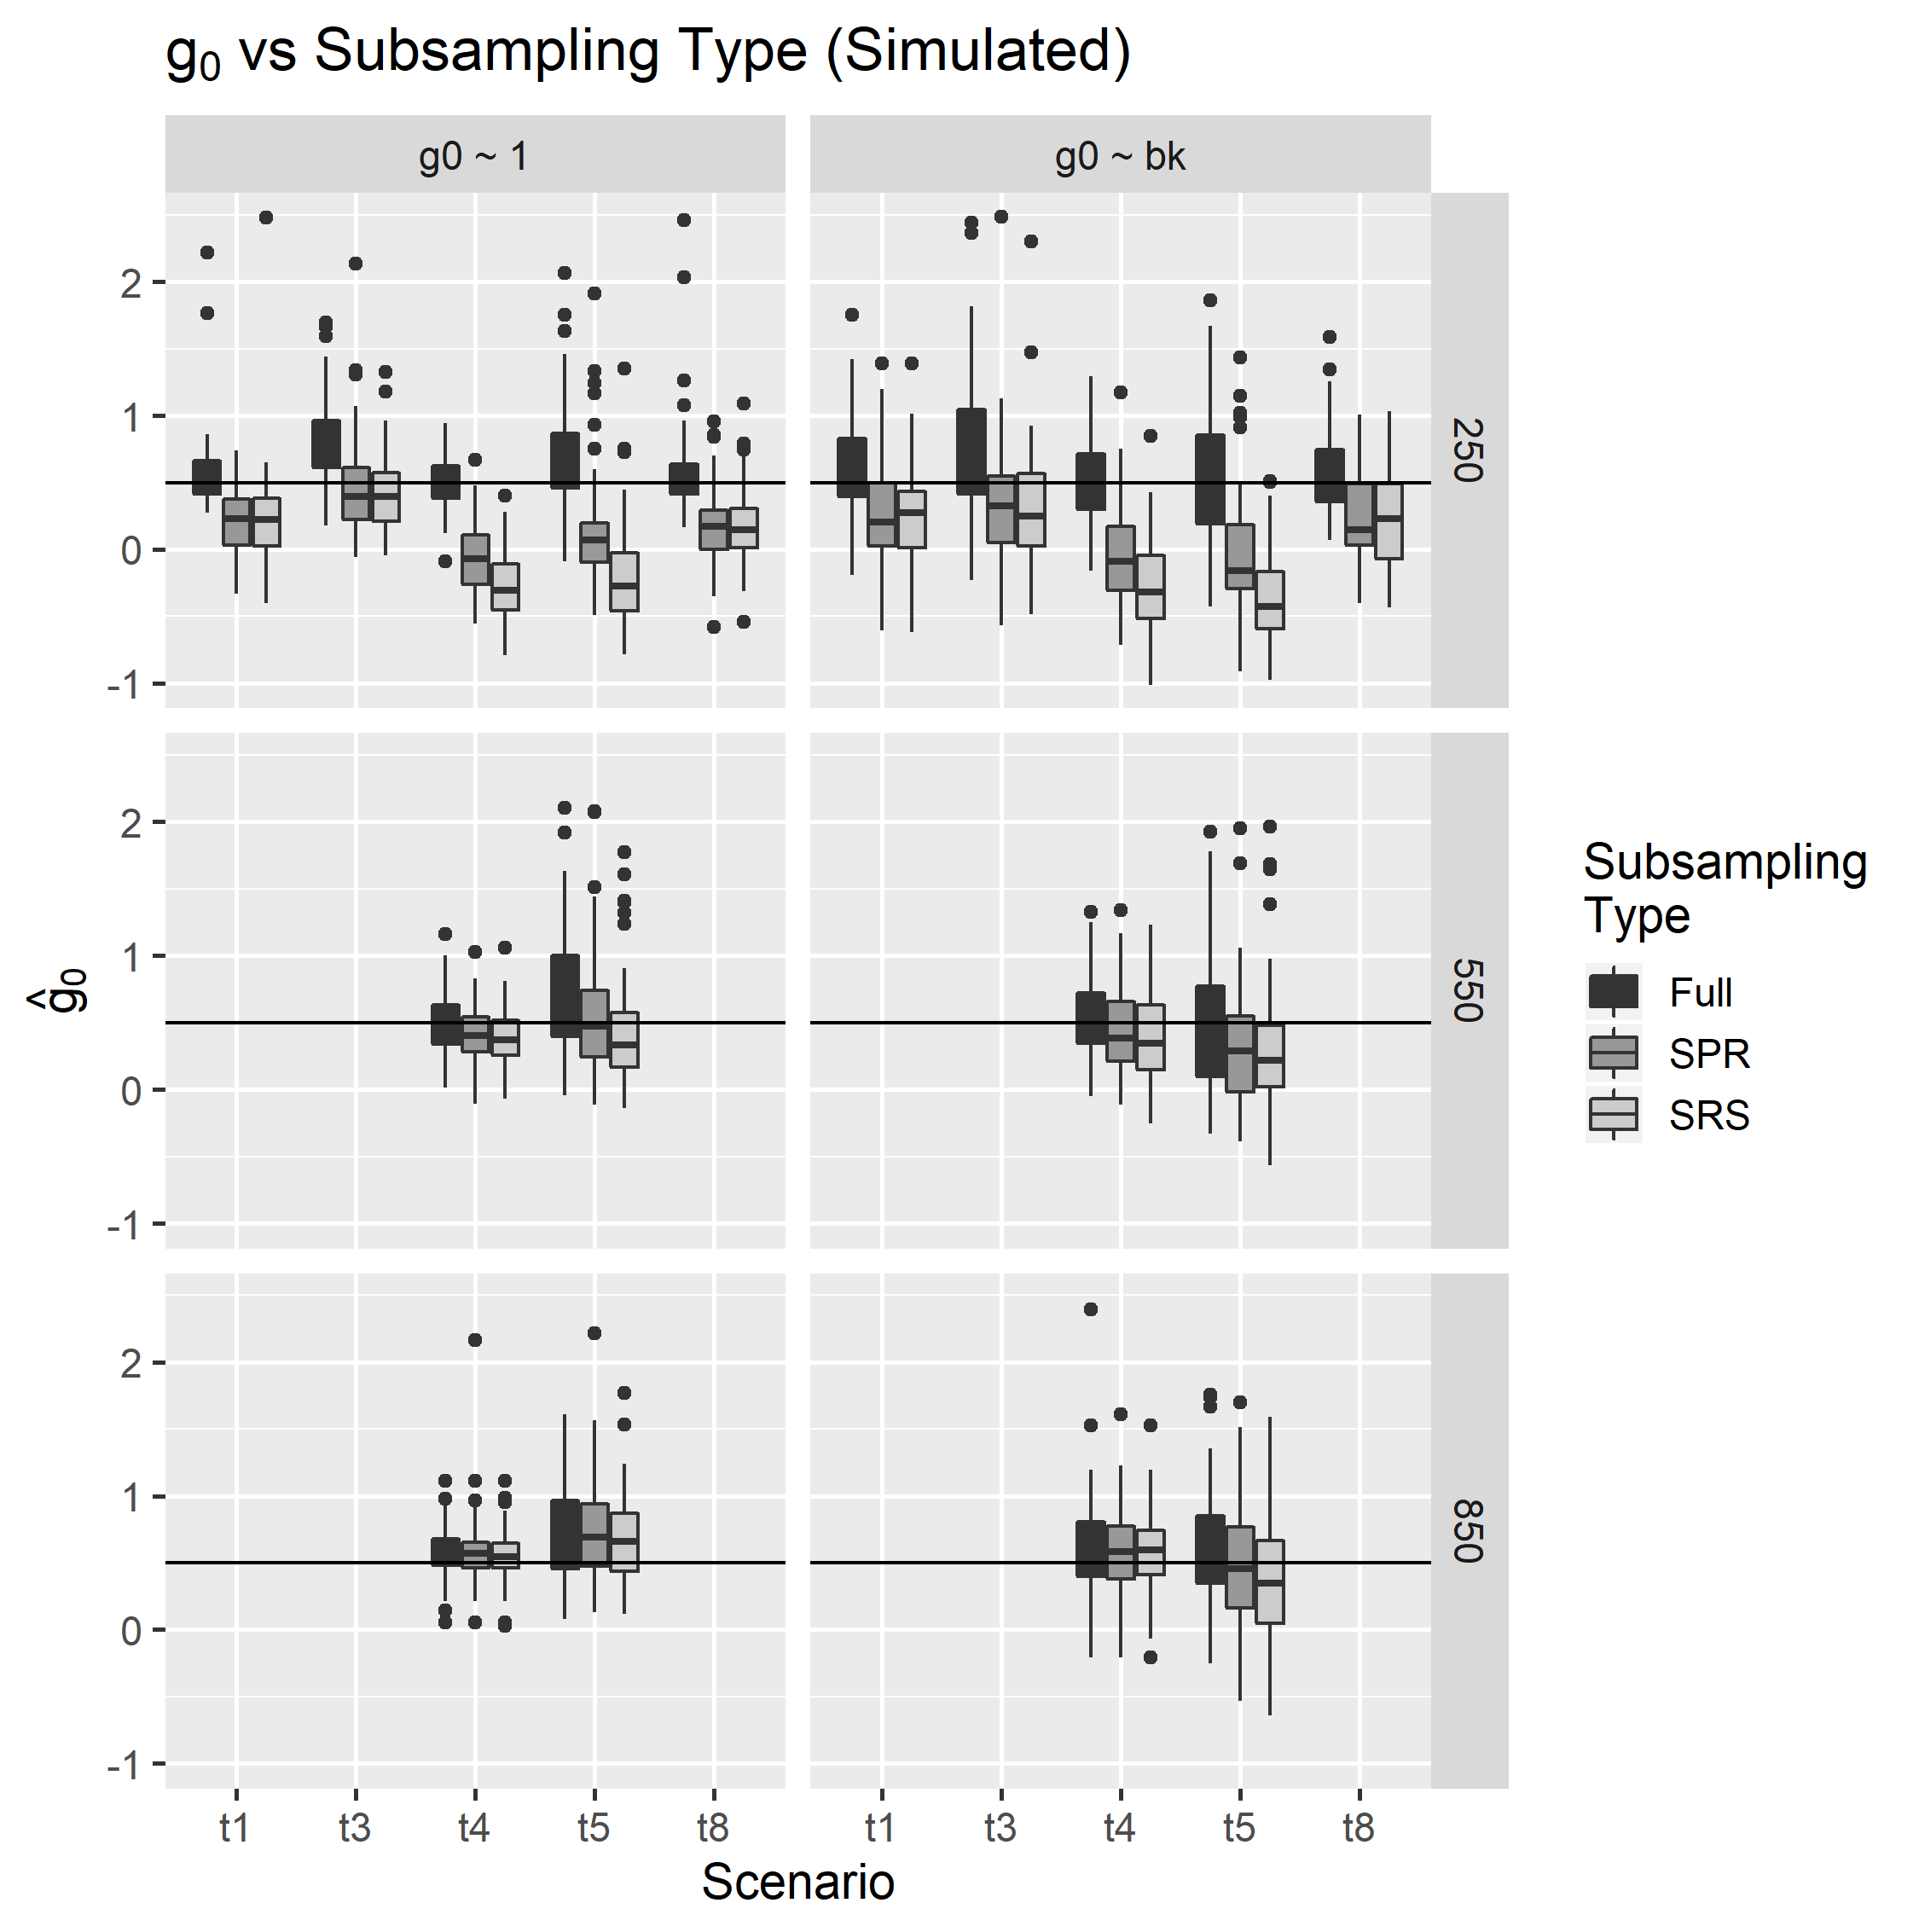 g₀ vs Subsampling Type (Simulated)
g0 ~ 1
g0 ~ bk
2
1
0
-1
250
2
1
0
-1
550
2
1
0
-1
850
ĝ₀
t1 t3 t4 t5 t8
t1 t3 t4 t5 t8
Scenario
Subsampling
Type
Full
SPR
SRS